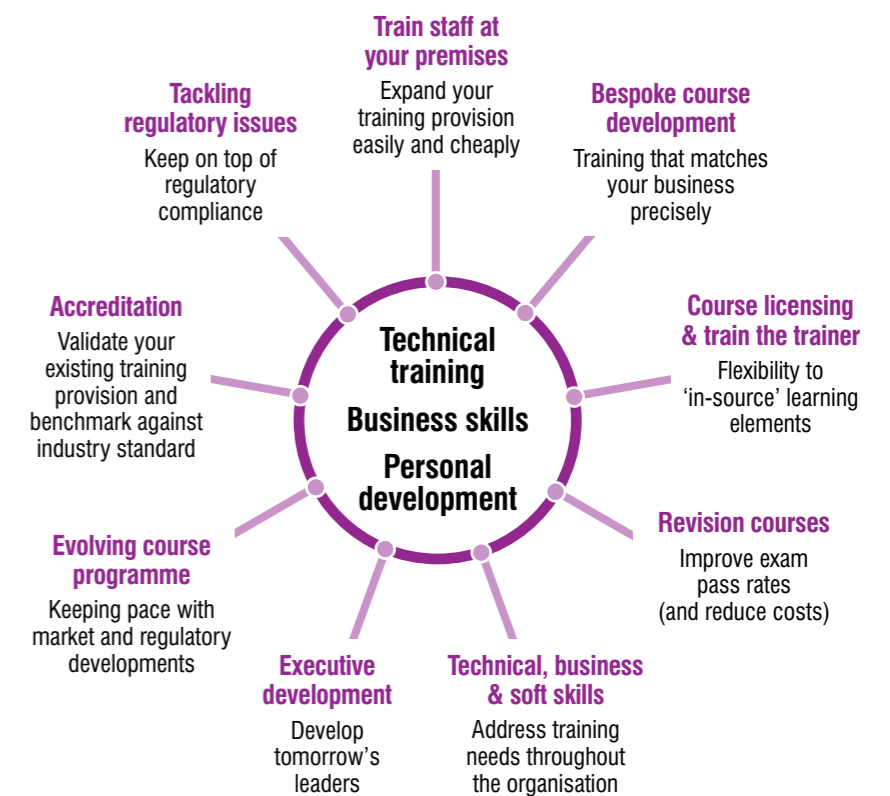 Train staff at
your premises
Expand your
training provision
easily and cheaply
Bespoke course
development
Training that matches
your business
precisely
Course licensing
& train the trainer
Flexibility to
‘in-source’ learning
elements
Revision courses
Improve exam
pass rates
(and reduce costs)
Technical, business
& soft skills
Address training
needs throughout
the organisation
Executive
development
Develop
tomorrow’s
leaders
Evolving course
programme
Keeping pace with
market and regulatory
developments
Accreditation
Validate your
existing training
provision and
benchmark against
industry standard
Tackling
regulatory issues
Keep on top of
regulatory
compliance
Technical
training
Business skills
Personal
development